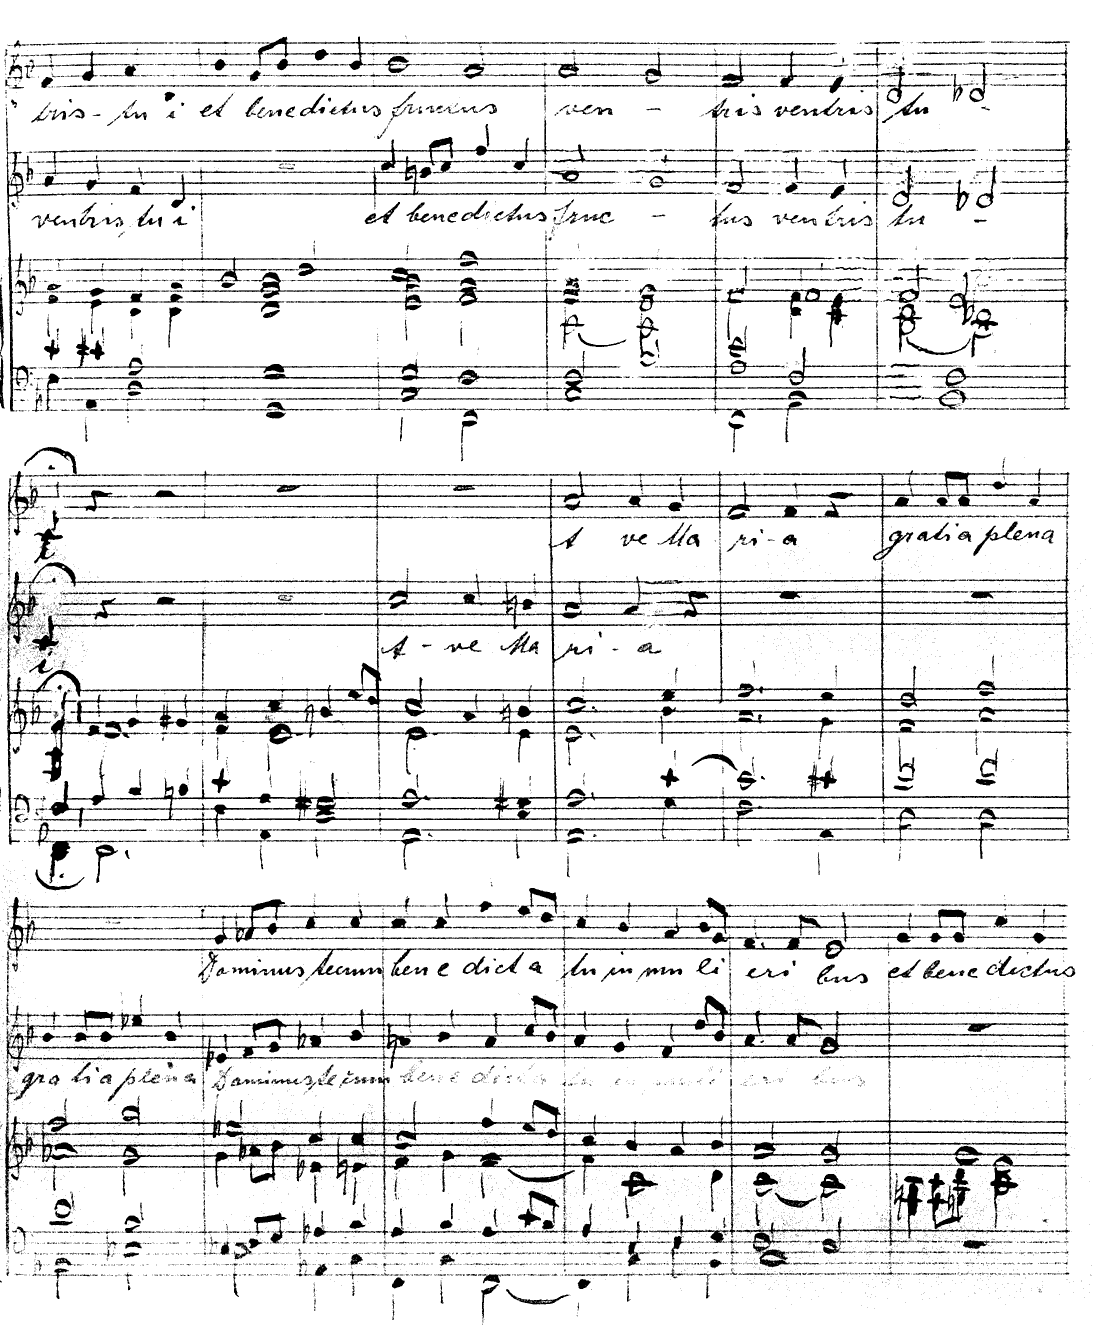 tris - tu i et benedictus fructus ven - tris ventris tu -
ventris tu i et benedictus fruc - tus ventris tu -
i A ve Ma ri - a gratia plena
i A - ve Ma ri - a
Dominus tecum bene dicta tu in mu li eri bus et bene dictus
gra tia plena Dominus tecum bene dicta tu in muli eri bus